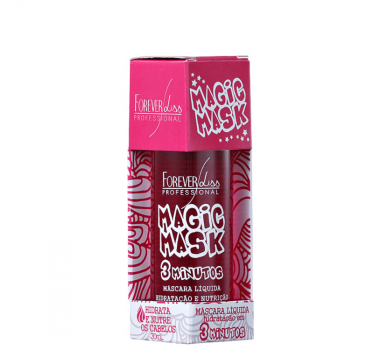 FOREVER Liss
PROFESSIONAL
MAGIC
MASK
FOREVER Liss
PROFESSIONAL
MAGIC
MASK
3 MINUTOS
MÁSCARA LÍQUIDA
HIDRATAÇÃO E NUTRIÇÃO
HIDRATA
E NUTRE
OS CABELOS
30mL
MÁSCARA LÍQUIDA
hidratação em
3 MINUTOS